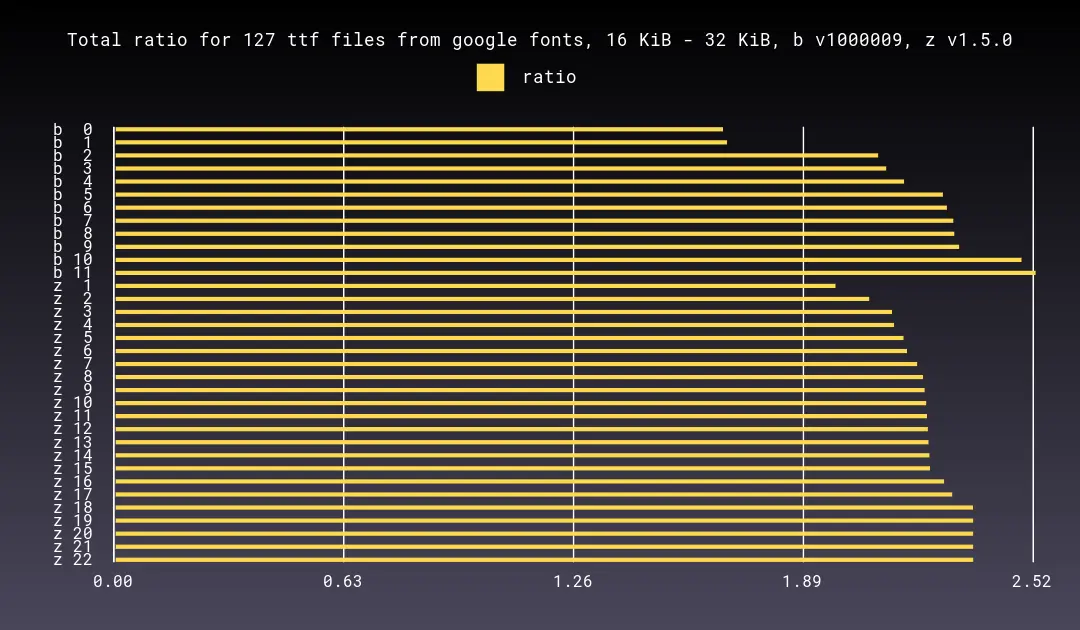 Total ratio for 127 ttf files from google fonts, 16 KiB - 32 KiB, b v1000009, z v1.5.0
ratio
b 0
b 1
b 2
b 3
b 4
b 5
b 6
b 7
b 8
b 9
b 10
b 11
z 1
z 2
z 3
z 4
z 5
z 6
z 7
z 8
z 9
z 10
z 11
z 12
z 13
z 14
z 15
z 16
z 17
z 18
z 19
z 20
z 21
z 22
0.00 0.63 1.26 1.89 2.52